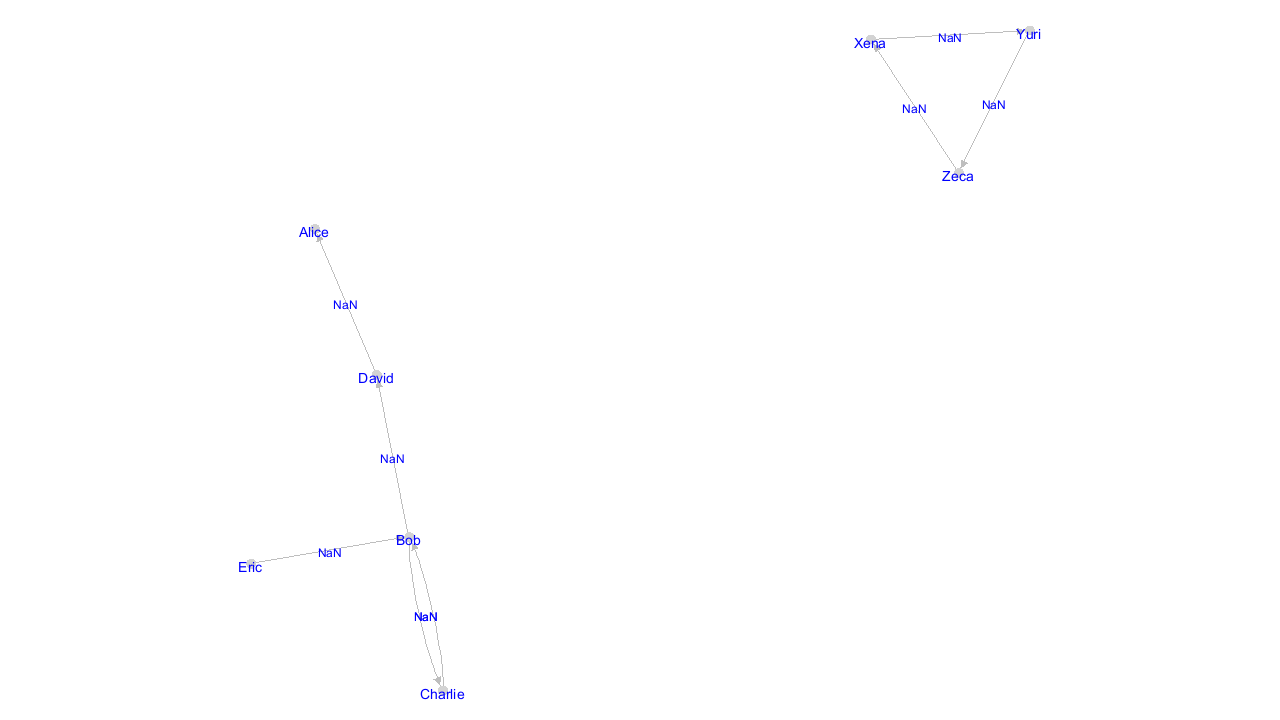 Yuri
NaN
Xena
NaN
NaN
Zeca
Alice
NaN
David
NaN
Bob
NaN
Eric
NaN
NaN
Charlie